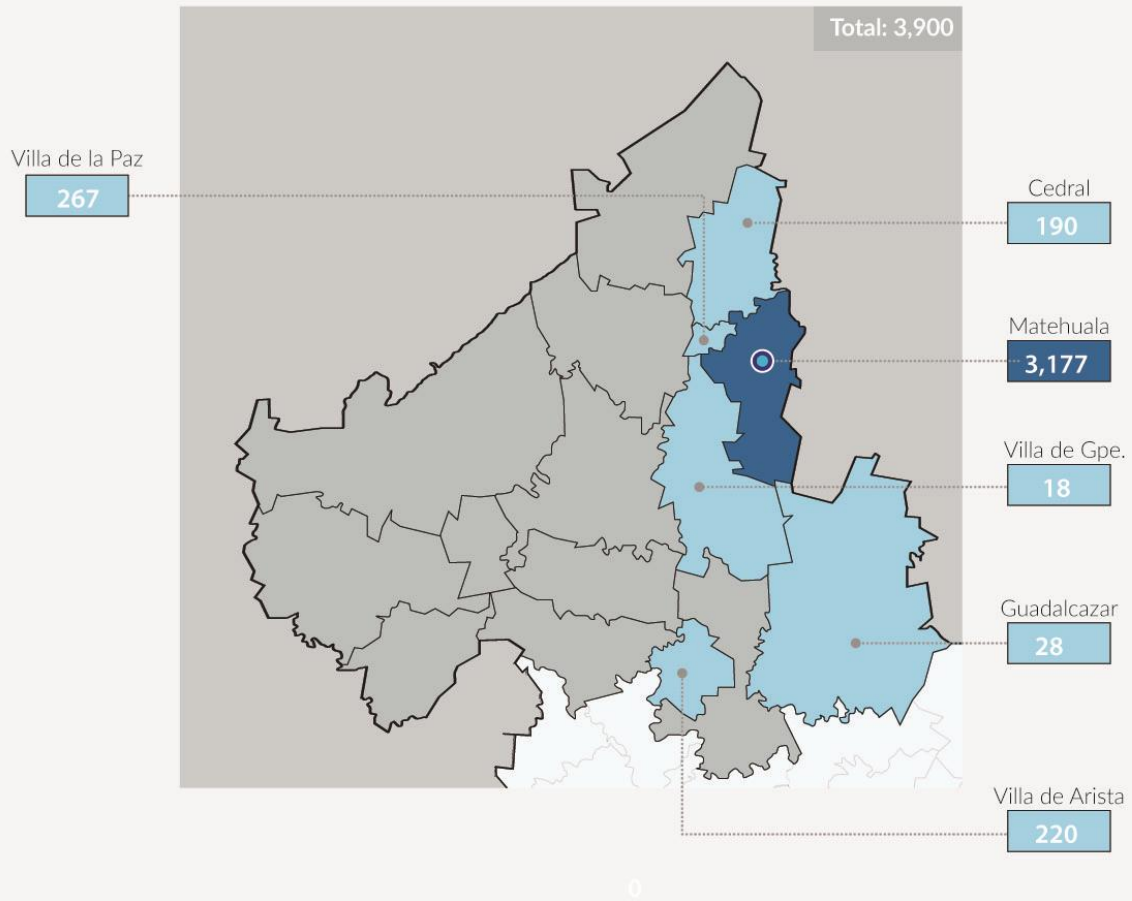 Total: 3,900
Villa de la Paz
267
Cedral
190
Matehuala
3,177
Villa de Gpe.
18
Guadalcazar
28
Villa de Arista
220
0